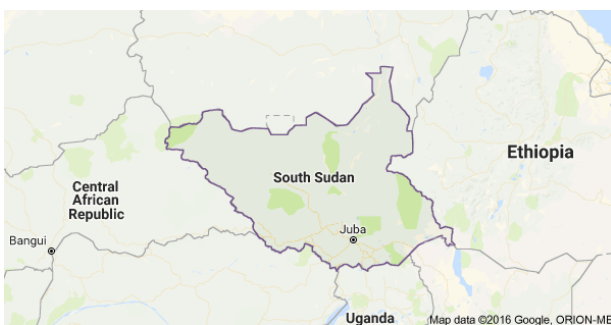 Ethiopia
South Sudan
Central
African
Republic
Juba
Bangui
Uganda
Map data ©2016 Google, ORION-ME